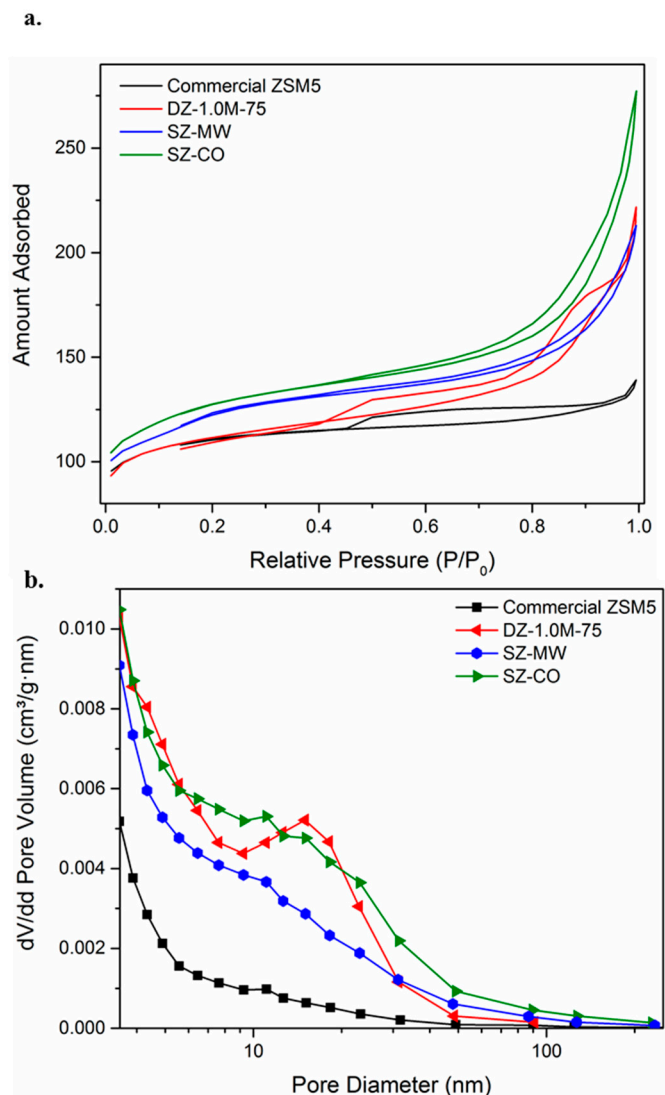 a.
Commercial ZSM5
DZ-1.0M-75
SZ-MW
SZ-CO
250
200
150
100
Amount Adsorbed
0.0 0.2 0.4 0.6 0.8 1.0
Relative Pressure (P/P₀)
b.
Commercial ZSM5
DZ-1.0M-75
SZ-MW
SZ-CO
0.010
0.008
0.006
0.004
0.002
0.000
dV/dd Pore Volume (cm³/g·nm)
10 100
Pore Diameter (nm)